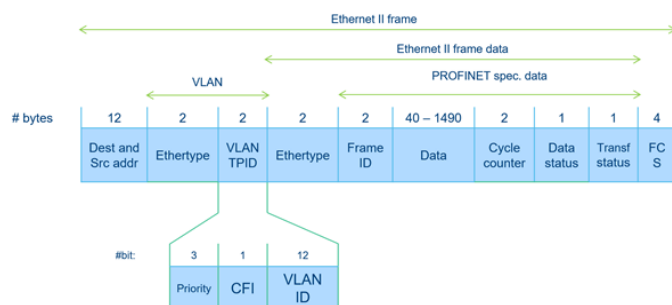 Ethernet II frame
Ethernet II frame data
VLAN
PROFINET spec. data
# bytes
12 2 2 2 2 40 – 1490 2 1 1 4
Dest and Src addr
Ethertype
VLAN TPID
Ethertype
Frame ID
Data
Cycle counter
Data status
Transf status
FC S
#bit:
3 1 12
Priority
CFI
VLAN ID